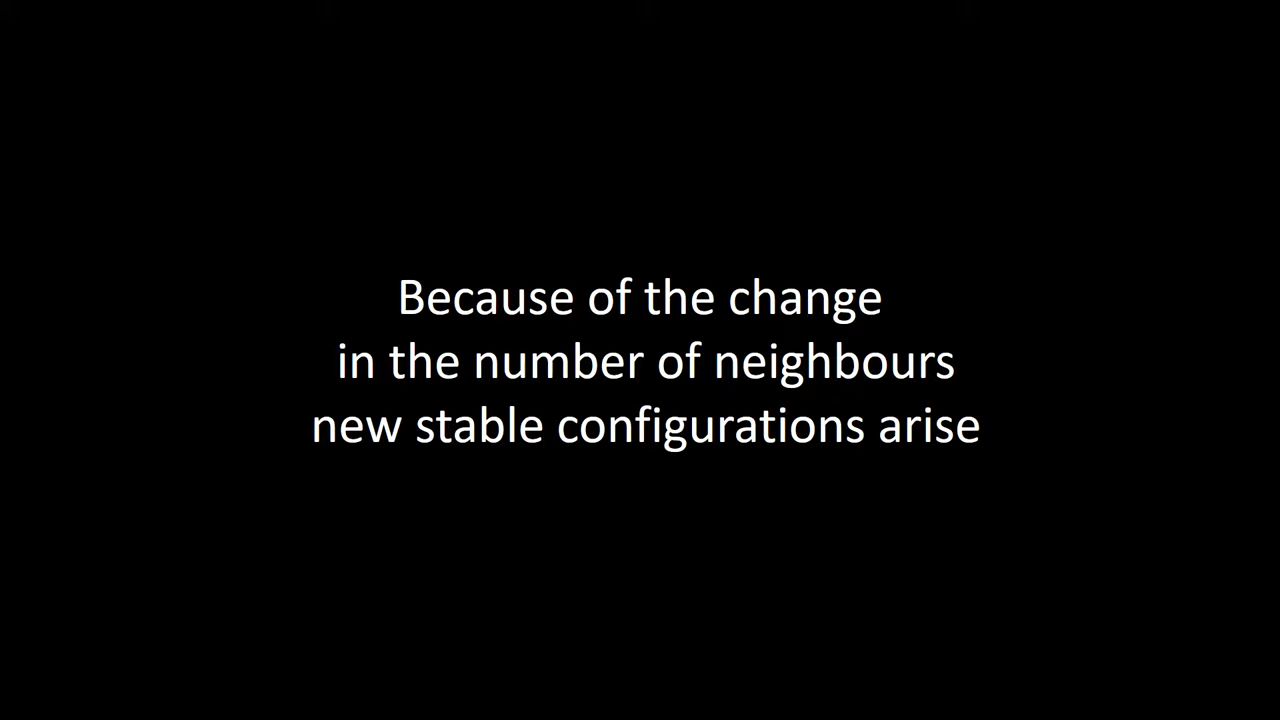 Because of the change
in the number of neighbours
new stable configurations arise